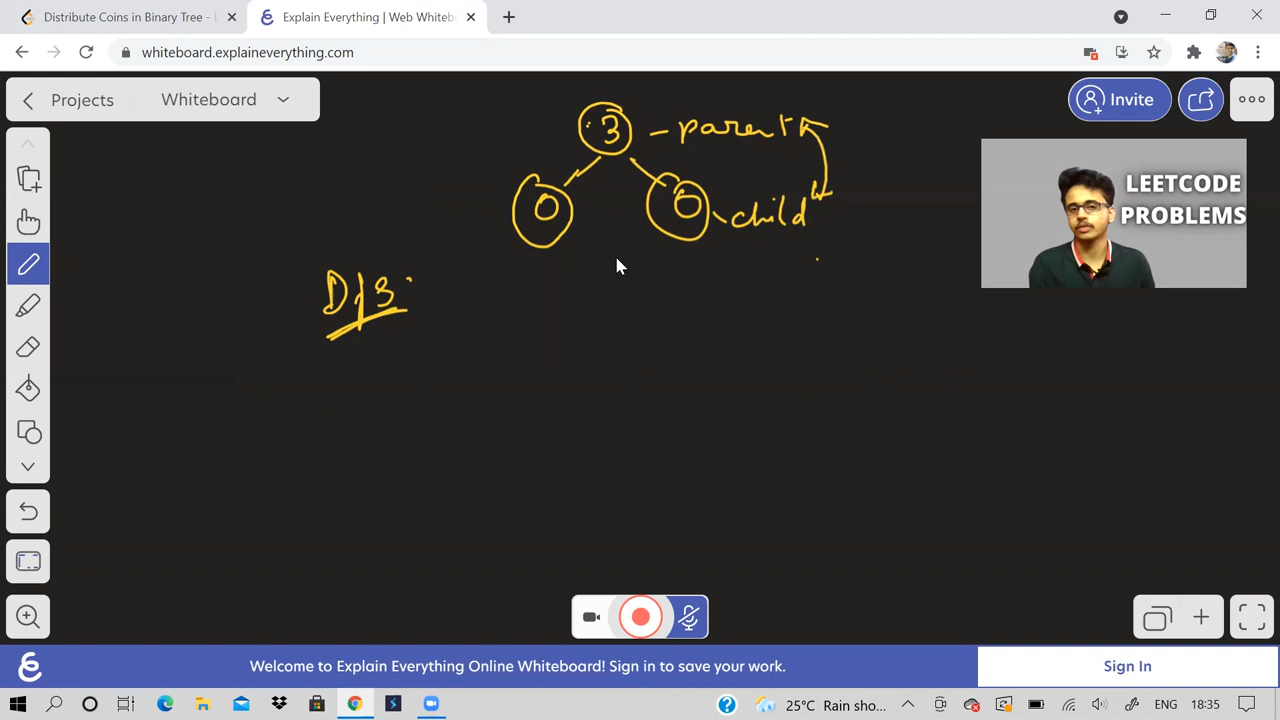 Distribute Coins in Binary Tree - L
Explain Everything | Web Whiteb
whiteboard.explaineverything.com
Projects
Whiteboard
Invite
3 - parent
0
0 child
Dfs
LEETCODE
PROBLEMS
Welcome to Explain Everything Online Whiteboard! Sign in to save your work.
Sign In
25°C Rain sho...
ENG
18:35